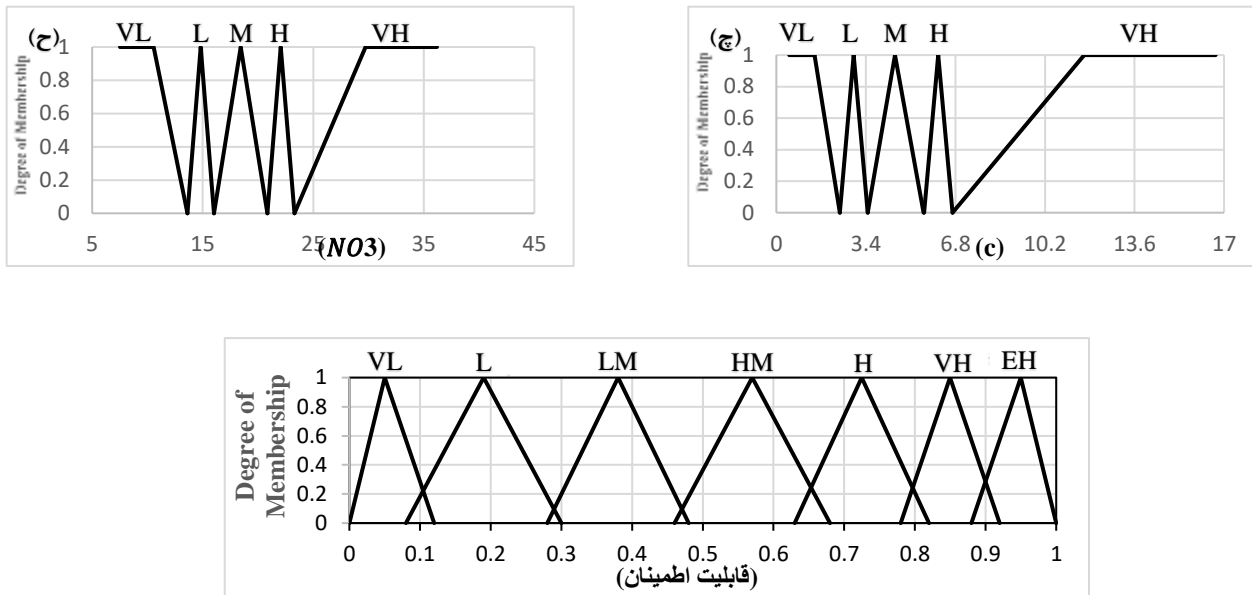 (ح)
VL L M H VH
Degree of Membership
1
0.8
0.6
0.4
0.2
0
5 15 25 35 45
(NO3)
(چ)
VL L M H VH
Degree of Membership
1
0.8
0.6
0.4
0.2
0
0 3.4 6.8 10.2 13.6 17
(c)
VL L LM HM H VH EH
Degree of
Membership
1
0.8
0.6
0.4
0.2
0
0 0.1 0.2 0.3 0.4 0.5 0.6 0.7 0.8 0.9 1
(قابلیت اطمینان)